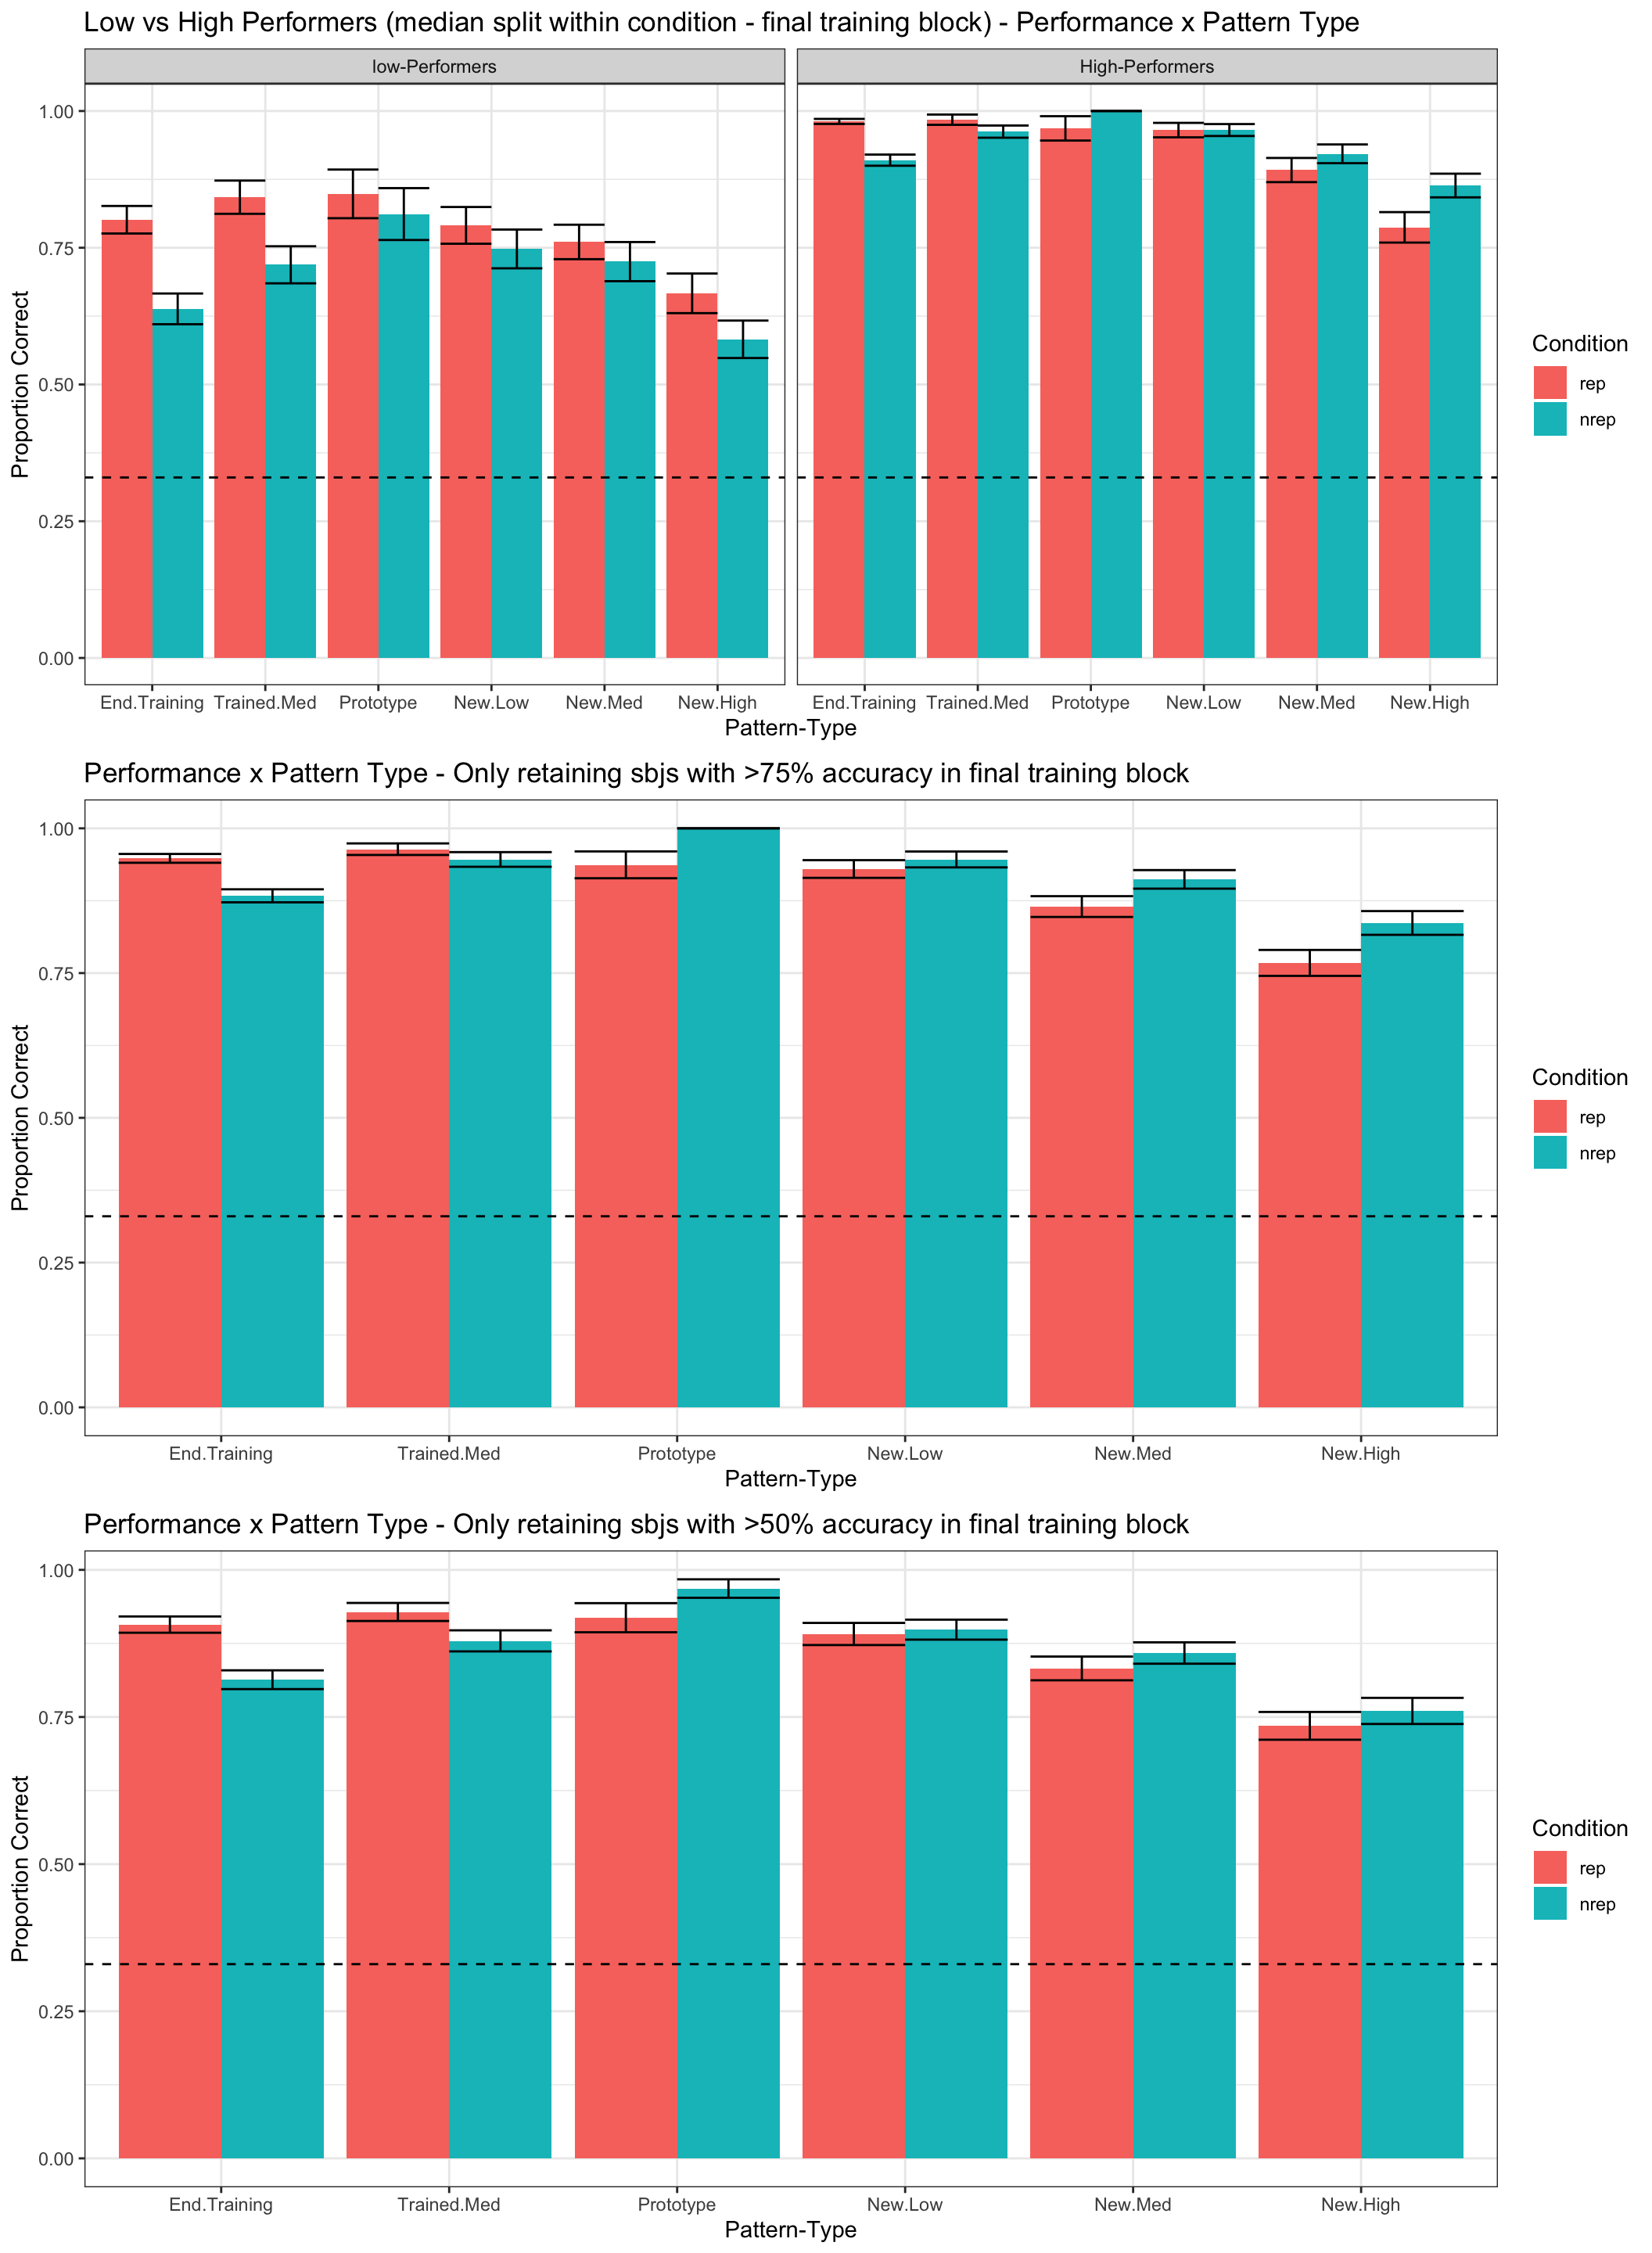 Low vs High Performers (median split within condition - final training block) - Performance x Pattern Type
low-Performers
High-Performers
1.00
0.75
0.50
0.25
0.00
Proportion Correct
End.Training Trained.Med Prototype New.Low New.Med New.High
End.Training Trained.Med Prototype New.Low New.Med New.High
Pattern-Type
Condition
rep
nrep
Performance x Pattern Type - Only retaining sbjs with >75% accuracy in final training block
1.00
0.75
0.50
0.25
0.00
Proportion Correct
End.Training Trained.Med Prototype New.Low New.Med New.High
Pattern-Type
Condition
rep
nrep
Performance x Pattern Type - Only retaining sbjs with >50% accuracy in final training block
1.00
0.75
0.50
0.25
0.00
Proportion Correct
End.Training Trained.Med Prototype New.Low New.Med New.High
Pattern-Type
Condition
rep
nrep